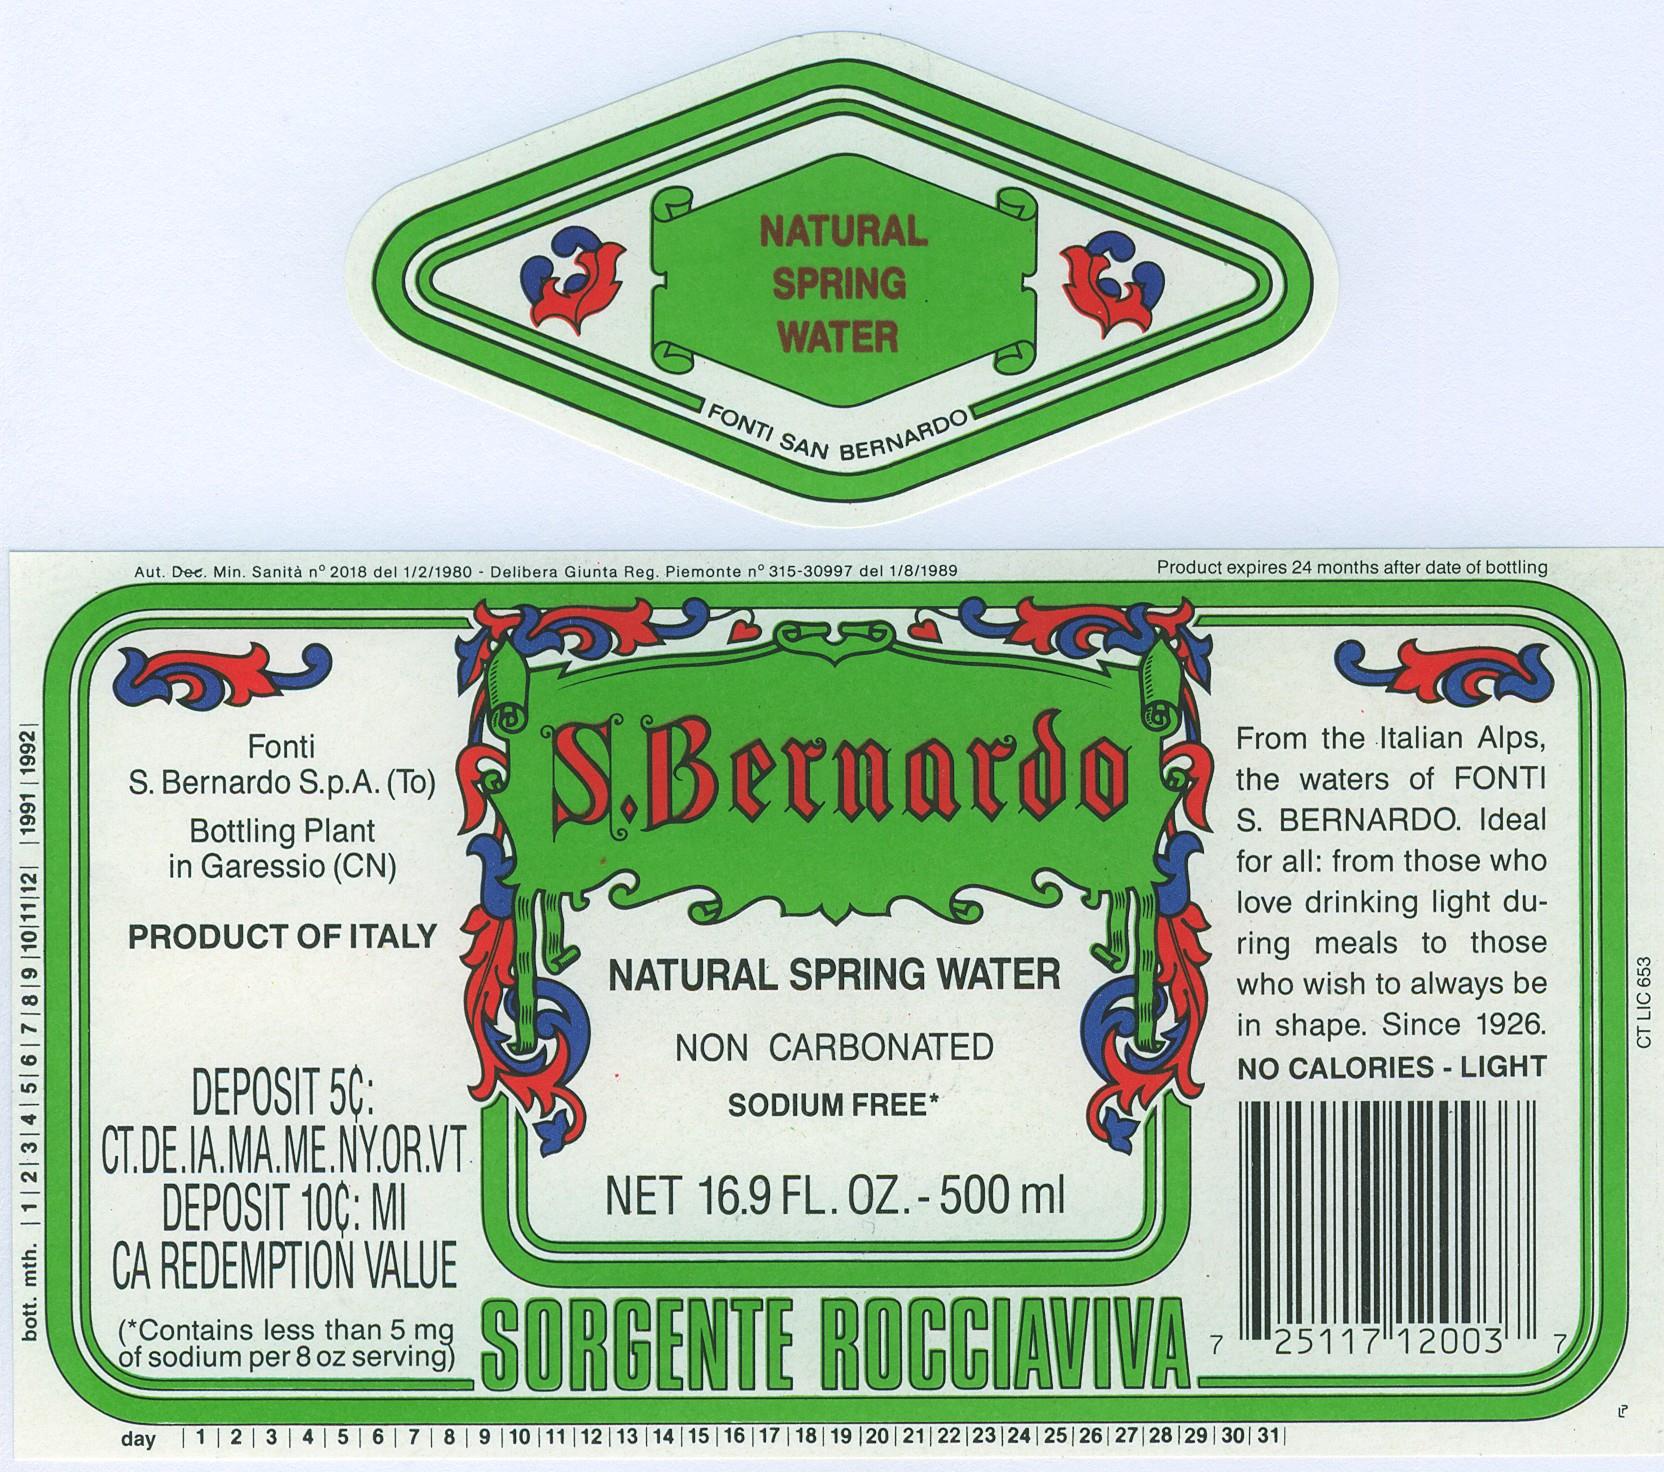 NATURAL
SPRING
WATER
FONTI SAN BERNARDO
Aut. Dec. Min. Sanità nº 2018 del 1/2/1980 - Delibera Giunta Reg. Piemonte nº 315-30997 del 1/8/1989
Product expires 24 months after date of bottling
bott. mth. |1|2|3|4|5|6|7|8|9|10|11|12| |1991|1992|
Fonti
S. Bernardo S.p.A. (To)
Bottling Plant
in Garessio (CN)
PRODUCT OF ITALY
DEPOSIT 5¢:
CT.DE.IA.MA.ME.NY.OR.VT
DEPOSIT 10¢: MI
CA REDEMPTION VALUE
(*Contains less than 5 mg
of sodium per 8 oz serving)
S. Bernardo
NATURAL SPRING WATER
NON CARBONATED
SODIUM FREE*
NET 16.9 FL. OZ. - 500 ml
SORGENTE ROCCIAVIVA
From the Italian Alps,
the waters of FONTI
S. BERNARDO. Ideal
for all: from those who
love drinking light du-
ring meals to those
who wish to always be
in shape. Since 1926.
NO CALORIES - LIGHT
7 25117 12003 7
CT LIC 653
day |1|2|3|4|5|6|7|8|9|10|11|12|13|14|15|16|17|18|19|20|21|22|23|24|25|26|27|28|29|30|31|